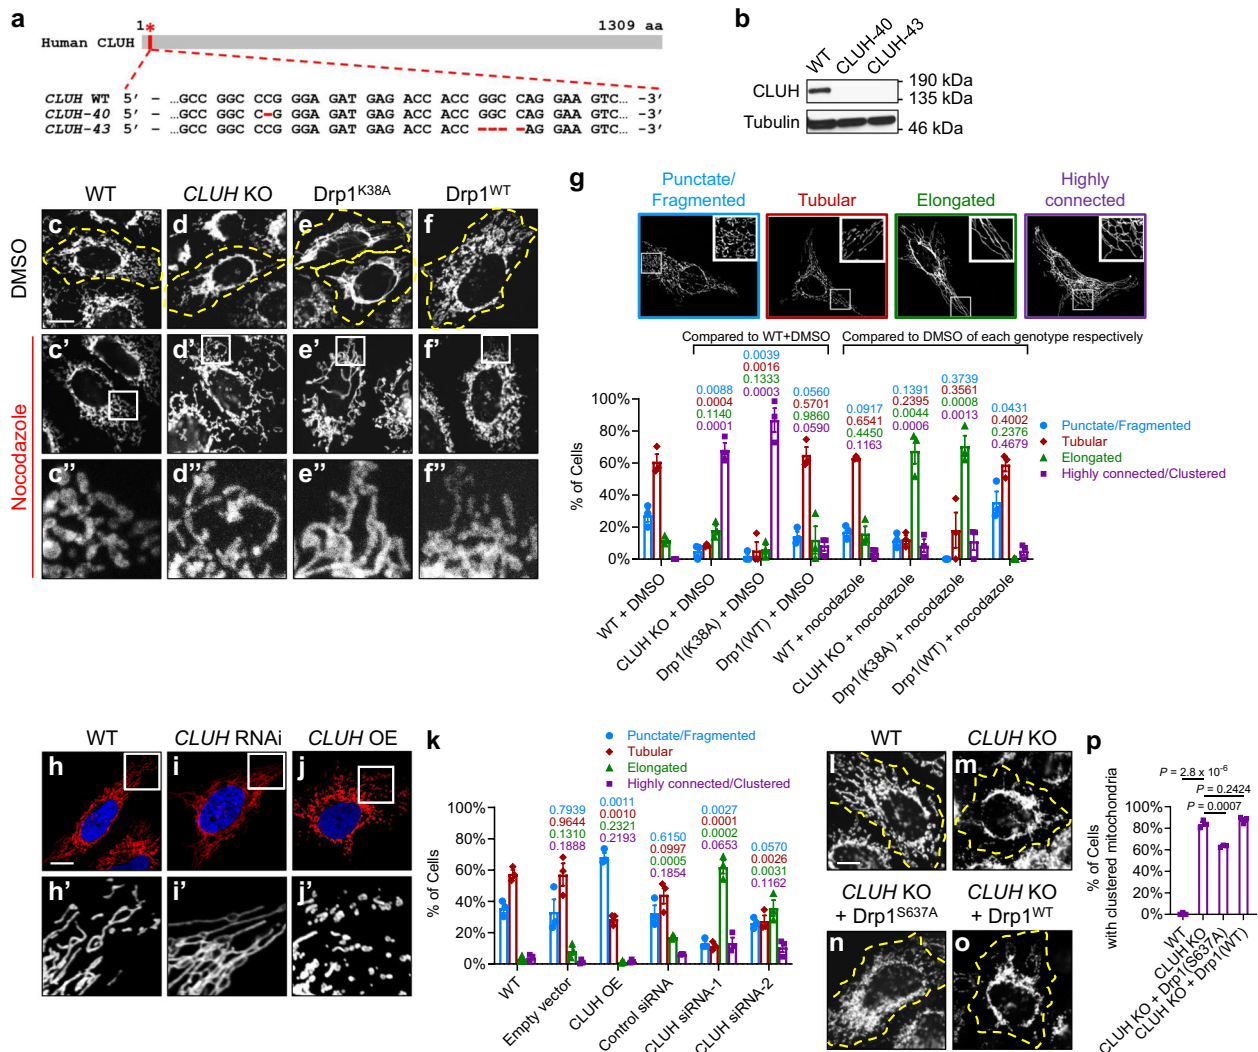 a
1 * 1309 aa
Human CLUH
CLUH WT 5’ – …GCC GGC CCG GGA GAT GAG ACC ACC GGC CAG GAA GTC… -3’
CLUH-40 5’ – …GCC GGC C-G GGA GAT GAG ACC ACC GGC CAG GAA GTC… -3’
CLUH-43 5’ – …GCC GGC CCG GGA GAT GAG ACC ACC --- -AG GAA GTC… -3’
b
WT CLUH-40 CLUH-43
CLUH
190 kDa
135 kDa
Tubulin
46 kDa
WT CLUH KO Drp1K38A Drp1WT
DMSO
c d e f
Nocodazole
c’ d’ e’ f’
c’’ d’’ e’’ f’’
g
Punctate/Fragmented
Tubular
Elongated
Highly connected
Compared to WT+DMSO
Compared to DMSO of each genotype respectively
0.0088
0.0004
0.1140
0.0001
0.0039
0.0016
0.1333
0.0003
0.0560
0.5701
0.9860
0.0590
0.0917
0.6541
0.4450
0.1163
0.1391
0.2395
0.0044
0.0006
0.3739
0.3561
0.0008
0.0013
0.0431
0.4002
0.2376
0.4679
Punctate/Fragmented
Tubular
Elongated
Highly connected/Clustered
% of Cells
100%
80%
60%
40%
20%
0%
WT + DMSO
CLUH KO + DMSO
Drp1(K38A) + DMSO
Drp1(WT) + DMSO
WT + nocodazole
CLUH KO + nocodazole
Drp1(K38A) + nocodazole
Drp1(WT) + nocodazole
WT CLUH RNAi CLUH OE
h i j
h’ i’ j’
k
Punctate/Fragmented
Tubular
Elongated
Highly connected/Clustered
% of Cells
100%
80%
60%
40%
20%
0%
0.7939
0.9644
0.1310
0.1888
0.0011
0.0010
0.2321
0.2193
0.6150
0.0997
0.0005
0.1854
0.0027
0.0001
0.0002
0.0653
0.0570
0.0026
0.0031
0.1162
WT
Empty vector
CLUH OE
Control siRNA
CLUH siRNA-1
CLUH siRNA-2
WT CLUH KO
l m
CLUH KO + Drp1S637A
CLUH KO + Drp1WT
n o
p
P = 2.8 x 10-6
P = 0.2424
P = 0.0007
% of Cells
with clustered mitochondria
100%
80%
60%
40%
20%
0%
WT
CLUH KO
CLUH KO + Drp1(S637A)
CLUH KO + Drp1(WT)